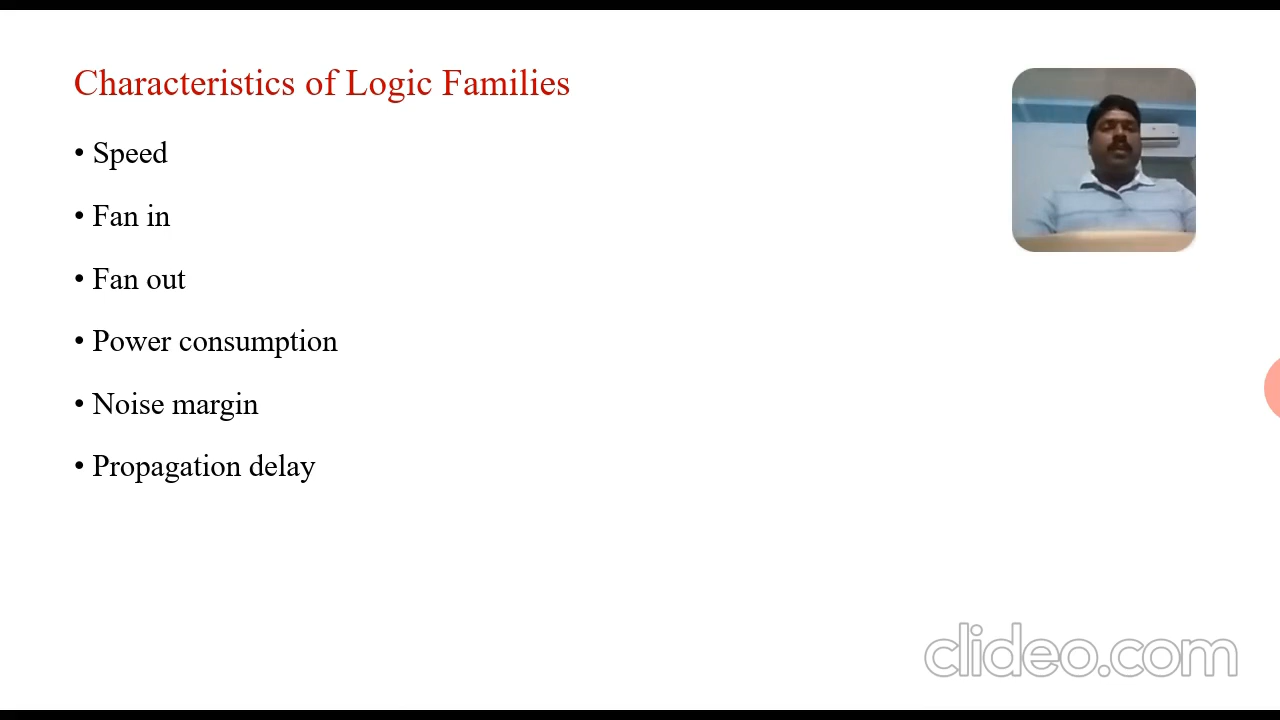 Characteristics of Logic Families
• Speed
• Fan in
• Fan out
• Power consumption
• Noise margin
• Propagation delay
clideo.com